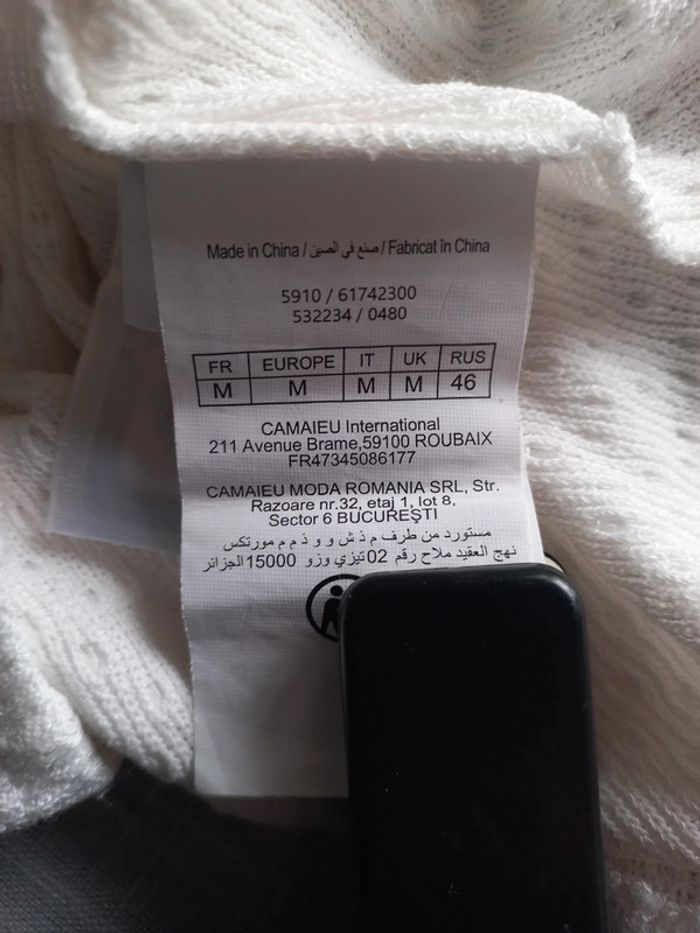 Made in China / صنع في الصين / Fabricat în China
5910 / 61742300
532234 / 0480
FR EUROPE IT UK RUS
M M M M 46
CAMAIEU International
211 Avenue Brame,59100 ROUBAIX
FR47345086177
CAMAIEU MODA ROMANIA SRL, Str.
Razoare nr.32, etaj 1, lot 8,
Sector 6 BUCUREŞTI
مستورد من طرف م ذ ش و و ذ م م مورتكس
نهج العقيد ملاح رقم 02 تيزي وزو 15000 الجزائر